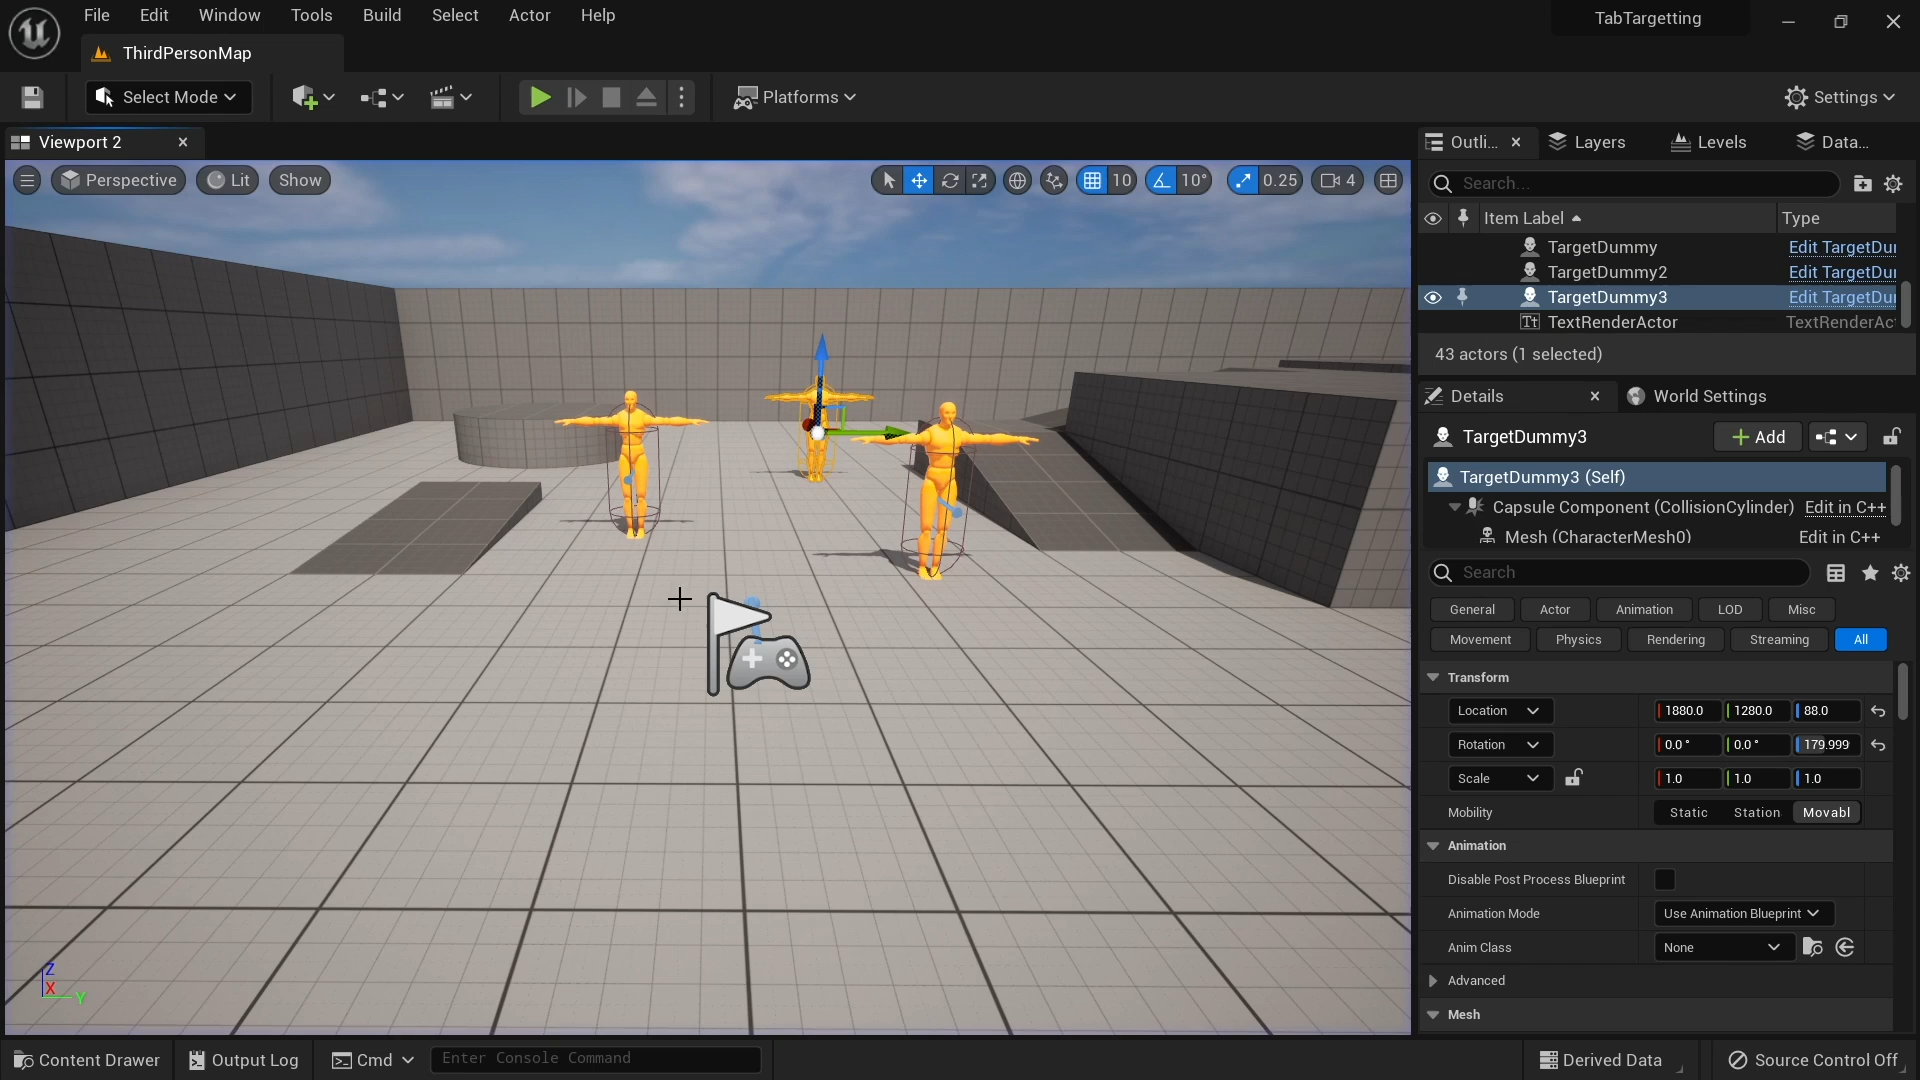 File Edit Window Tools Build Select Actor Help
TabTargetting
ThirdPersonMap
Select Mode
Platforms
Settings
Viewport 2
Outli... Layers Levels Data...
Perspective Lit Show
10 10° 0.25 4
Search...
Item Label Type
TargetDummy Edit TargetDu
TargetDummy2 Edit TargetDu
TargetDummy3 Edit TargetDu
TextRenderActor TextRenderAc
43 actors (1 selected)
Details World Settings
TargetDummy3 Add
TargetDummy3 (Self)
Capsule Component (CollisionCylinder) Edit in C++
Mesh (CharacterMesh0) Edit in C++
Search
General Actor Animation LOD Misc
Movement Physics Rendering Streaming All
Transform
Location 1880.0 1280.0 88.0
Rotation 0.0° 0.0° 179.999
Scale 1.0 1.0 1.0
Mobility Static Station Movabl
Animation
Disable Post Process Blueprint
Animation Mode Use Animation Blueprint
Anim Class None
Advanced
Mesh
Z
X
Y
Content Drawer Output Log Cmd Enter Console Command Derived Data Source Control Off